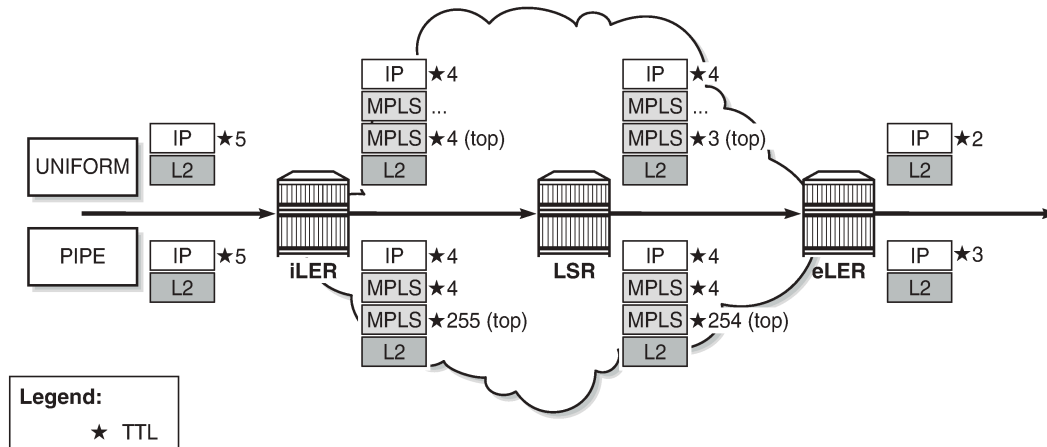 IP ★4
MPLS ...
MPLS ★4 (top)
L2
IP ★4
MPLS ...
MPLS ★3 (top)
L2
UNIFORM
IP ★5
L2
IP ★2
L2
PIPE
IP ★5
L2
iLER
LSR
eLER
IP ★4
MPLS ★4
MPLS ★255 (top)
L2
IP ★4
MPLS ★4
MPLS ★254 (top)
L2
IP ★3
L2
Legend:
★ TTL